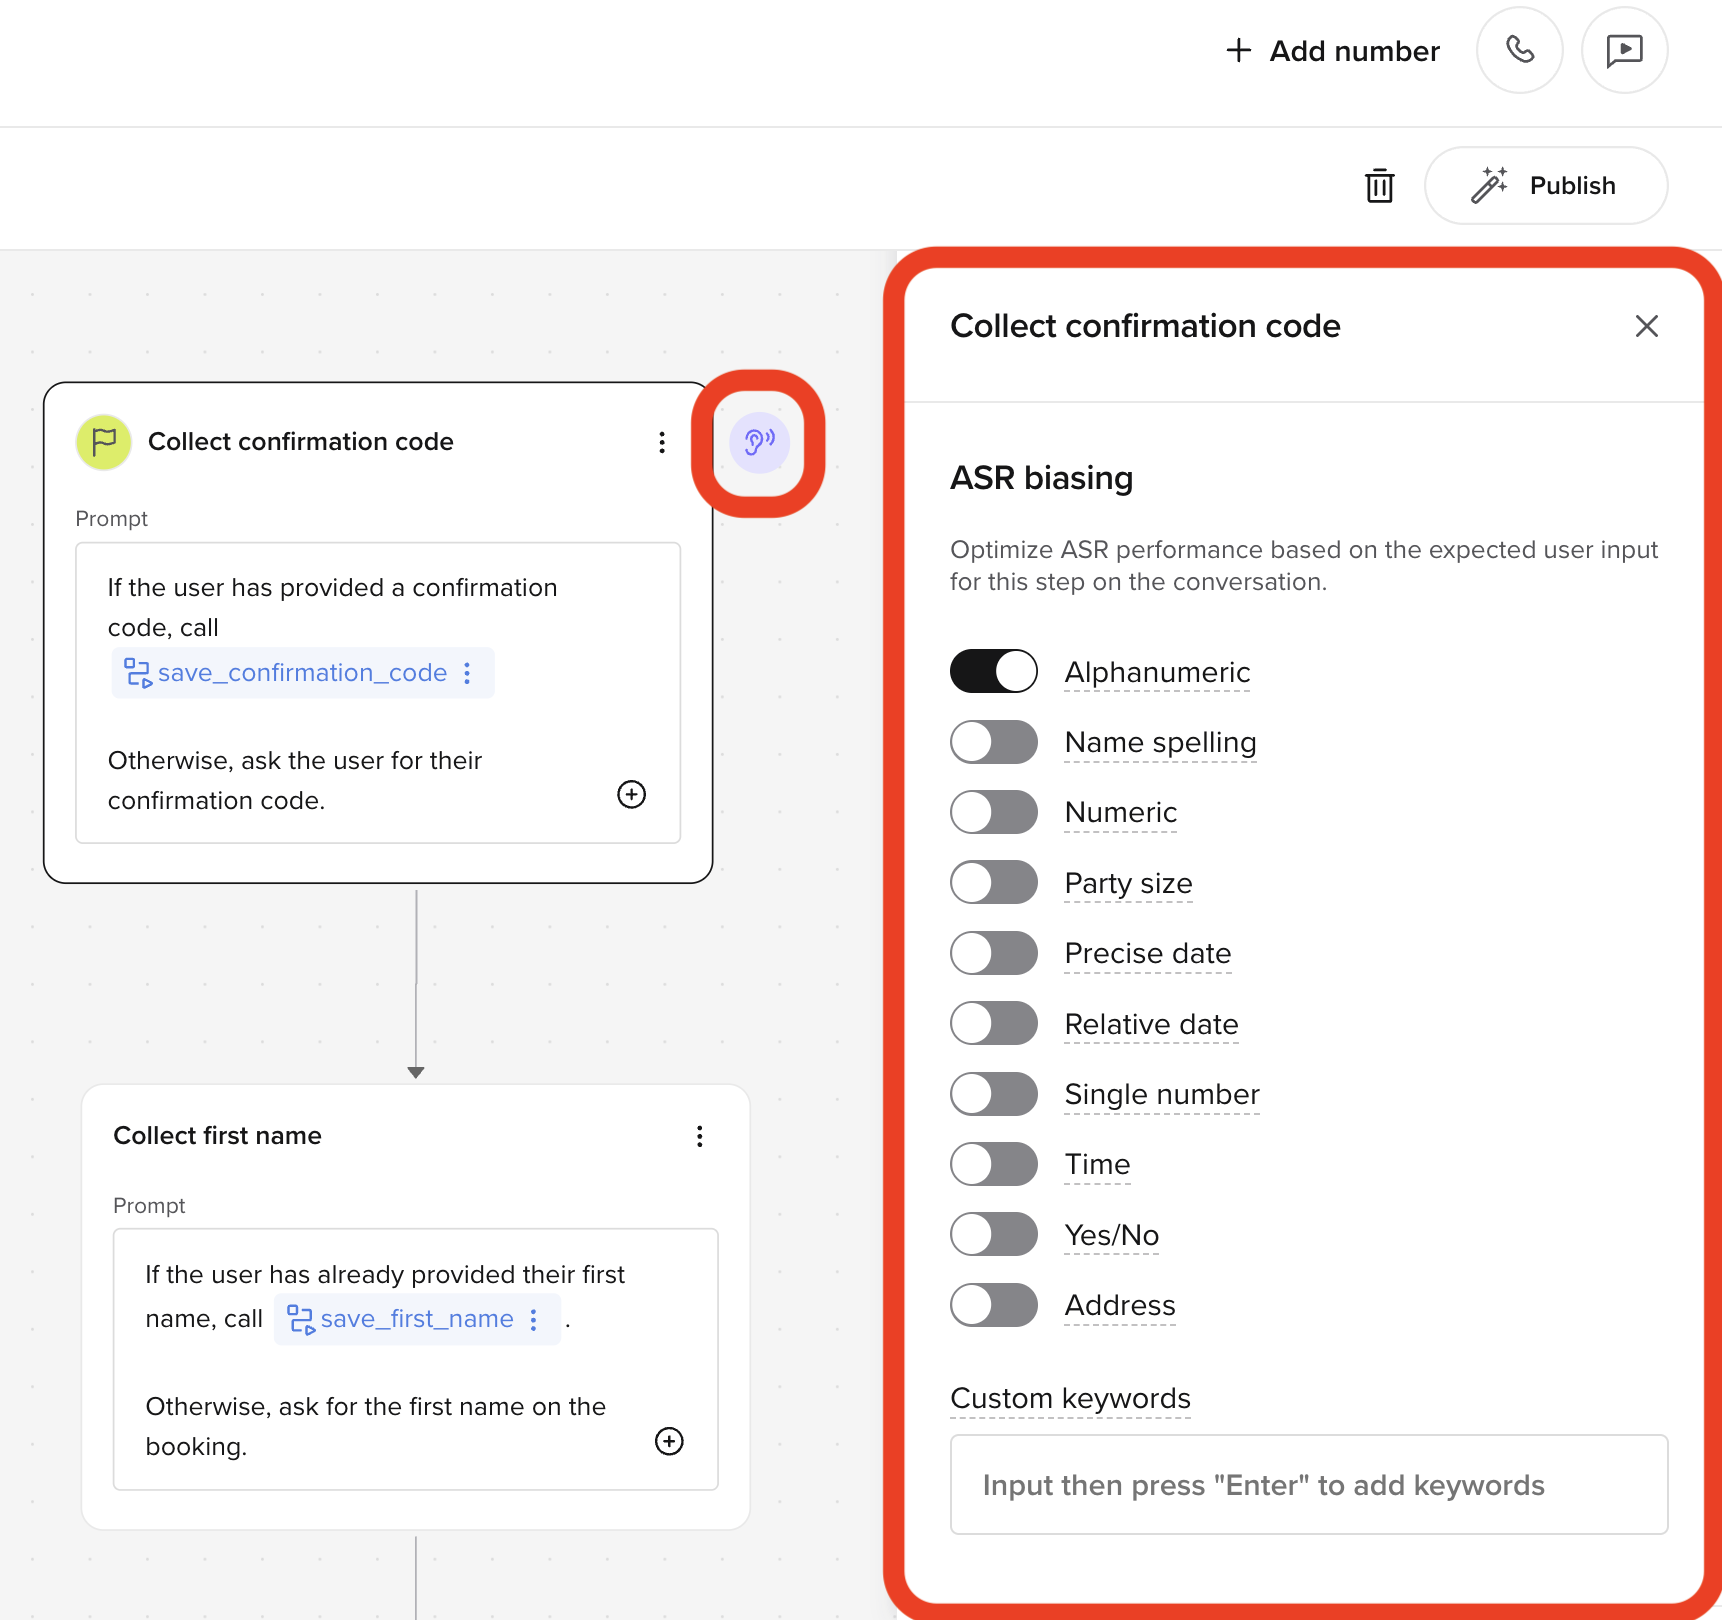 Add number
Publish
Collect confirmation code
Prompt
If the user has provided a confirmation
code, call
save_confirmation_code
Otherwise, ask the user for their
confirmation code.
Collect first name
Prompt
If the user has already provided their first
name, call save_first_name .
Otherwise, ask for the first name on the
booking.
Collect confirmation code
ASR biasing
Optimize ASR performance based on the expected user input
for this step on the conversation.
Alphanumeric
Name spelling
Numeric
Party size
Precise date
Relative date
Single number
Time
Yes/No
Address
Custom keywords
Input then press "Enter" to add keywords